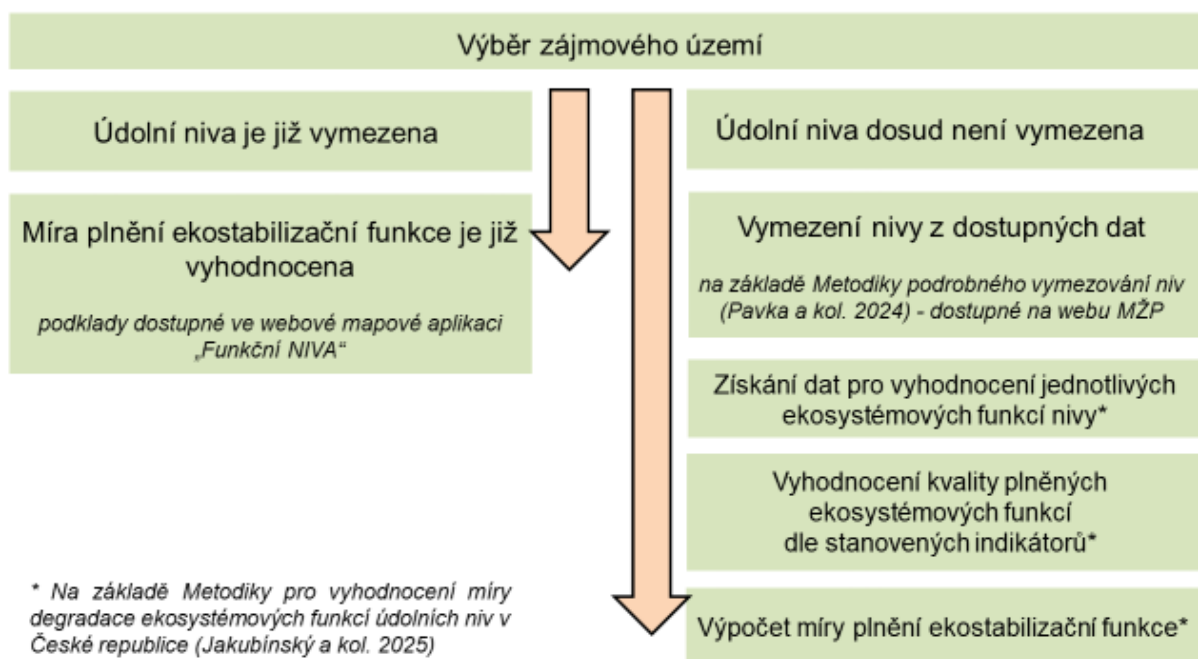 Výběr zájmového území
Údolní niva je již vymezena
Míra plnění ekostabilizační funkce je již
vyhodnocena
podklady dostupné ve webové mapové aplikaci
„Funkční NIVA“
Údolní niva dosud není vymezena
Vymezení nivy z dostupných dat
na základě Metodiky podrobného vymezování niv
(Pavka a kol. 2024) - dostupné na webu MŽP
Získání dat pro vyhodnocení jednotlivých
ekosystémových funkcí nivy*
Vyhodnocení kvality plněných
ekosystémových funkcí
dle stanovených indikátorů*
Výpočet míry plnění ekostabilizační funkce*
* Na základě Metodiky pro vyhodnocení míry
degradace ekosystémových funkcí údolních niv v
České republice (Jakubínský a kol. 2025)